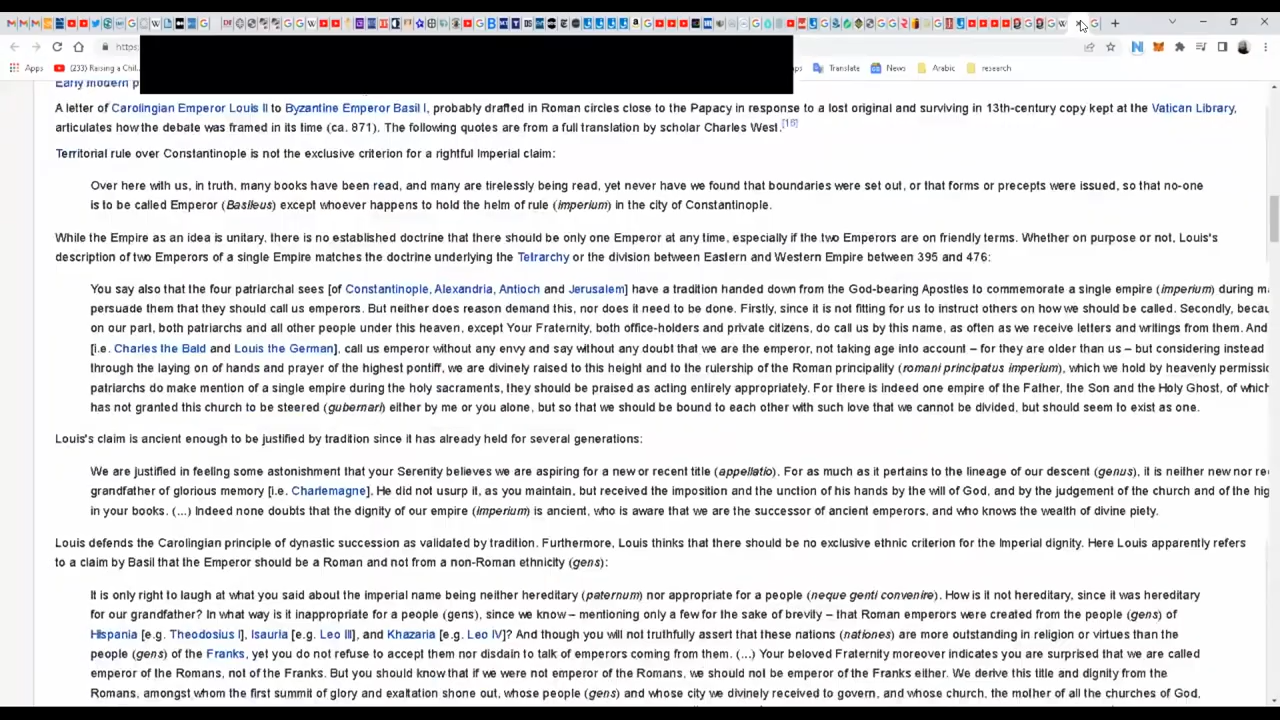 https:
Apps
(233) Raising a Chil...
ps
Translate
News
Arabic
research
Early modern p
A letter of Carolingian Emperor Louis II to Byzantine Emperor Basil I, probably drafted in Roman circles close to the Papacy in response to a lost original and surviving in 13th-century copy kept at the Vatican Library,
articulates how the debate was framed in its time (ca. 871). The following quotes are from a full translation by scholar Charles West.[16]
Territorial rule over Constantinople is not the exclusive criterion for a rightful Imperial claim:
Over here with us, in truth, many books have been read, and many are tirelessly being read, yet never have we found that boundaries were set out, or that forms or precepts were issued, so that no-one
is to be called Emperor (Basileus) except whoever happens to hold the helm of rule (imperium) in the city of Constantinople.
While the Empire as an idea is unitary, there is no established doctrine that there should be only one Emperor at any time, especially if the two Emperors are on friendly terms. Whether on purpose or not, Louis's
description of two Emperors of a single Empire matches the doctrine underlying the Tetrarchy or the division between Eastern and Western Empire between 395 and 476:
You say also that the four patriarchal sees [of Constantinople, Alexandria, Antioch and Jerusalem] have a tradition handed down from the God-bearing Apostles to commemorate a single empire (imperium) during m
persuade them that they should call us emperors. But neither does reason demand this, nor does it need to be done. Firstly, since it is not fitting for us to instruct others on how we should be called. Secondly, becau
on our part, both patriarchs and all other people under this heaven, except Your Fraternity, both office-holders and private citizens, do call us by this name, as often as we receive letters and writings from them. And
[i.e. Charles the Bald and Louis the German], call us emperor without any envy and say without any doubt that we are the emperor, not taking age into account – for they are older than us – but considering instead
through the laying on of hands and prayer of the highest pontiff, we are divinely raised to this height and to the rulership of the Roman principality (romani principatus imperium), which we hold by heavenly permissio
patriarchs do make mention of a single empire during the holy sacraments, they should be praised as acting entirely appropriately. For there is indeed one empire of the Father, the Son and the Holy Ghost, of which
has not granted this church to be steered (gubernari) either by me or you alone, but so that we should be bound to each other with such love that we cannot be divided, but should seem to exist as one.
Louis's claim is ancient enough to be justified by tradition since it has already held for several generations:
We are justified in feeling some astonishment that your Serenity believes we are aspiring for a new or recent title (appellatio). For as much as it pertains to the lineage of our descent (genus), it is neither new nor re
grandfather of glorious memory [i.e. Charlemagne]. He did not usurp it, as you maintain, but received the imposition and the unction of his hands by the will of God, and by the judgement of the church and of the hig
in your books. (...) Indeed none doubts that the dignity of our empire (imperium) is ancient, who is aware that we are the successor of ancient emperors, and who knows the wealth of divine piety.
Louis defends the Carolingian principle of dynastic succession as validated by tradition. Furthermore, Louis thinks that there should be no exclusive ethnic criterion for the Imperial dignity. Here Louis apparently refers
to a claim by Basil that the Emperor should be a Roman and not from a non-Roman ethnicity (gens):
It is only right to laugh at what you said about the imperial name being neither hereditary (paternum) nor appropriate for a people (neque genti convenire). How is it not hereditary, since it was hereditary
for our grandfather? In what way is it inappropriate for a people (gens), since we know – mentioning only a few for the sake of brevity – that Roman emperors were created from the people (gens) of
Hispania [e.g. Theodosius I], Isauria [e.g. Leo III], and Khazaria [e.g. Leo IV]? And though you will not truthfully assert that these nations (nationes) are more outstanding in religion or virtues than the
people (gens) of the Franks, yet you do not refuse to accept them nor disdain to talk of emperors coming from them. (...) Your beloved Fraternity moreover indicates you are surprised that we are called
emperor of the Romans, not of the Franks. But you should know that if we were not emperor of the Romans, we should not be emperor of the Franks either. We derive this title and dignity from the
Romans, amongst whom the first summit of glory and exaltation shone out, whose people (gens) and whose city we divinely received to govern, and whose church, the mother of all the churches of God,